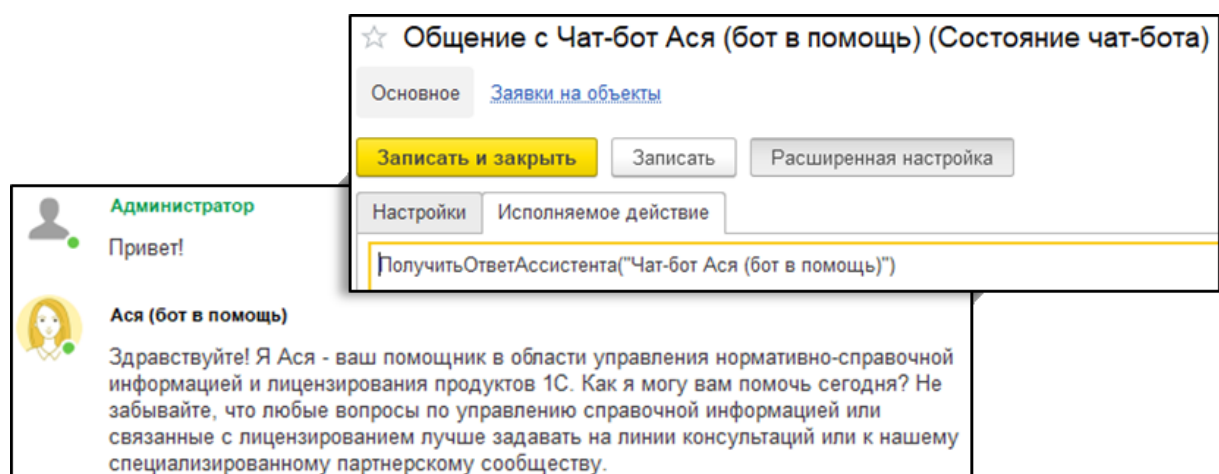 Общение с Чат-бот Ася (бот в помощь) (Состояние чат-бота)
Основное Заявки на объекты
Записать и закрыть Записать Расширенная настройка
Настройки Исполняемое действие
ПолучитьОтветАссистента("Чат-бот Ася (бот в помощь)")
Администратор
Привет!
Ася (бот в помощь)
Здравствуйте! Я Ася - ваш помощник в области управления нормативно-справочной
информацией и лицензирования продуктов 1С. Как я могу вам помочь сегодня? Не
забывайте, что любые вопросы по управлению справочной информацией или
связанные с лицензированием лучше задавать на линии консультаций или к нашему
специализированному партнерскому сообществу.